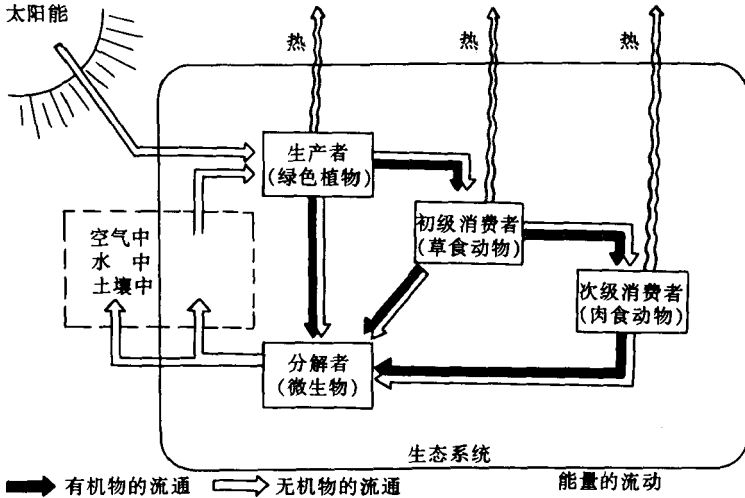 太阳能
热
热
热
生产者
(绿色植物)
初级消费者
(草食动物)
空气中
水 中
土壤中
次级消费者
(肉食动物)
分解者
(微生物)
生态系统
有机物的流通
无机物的流通
能量的流动